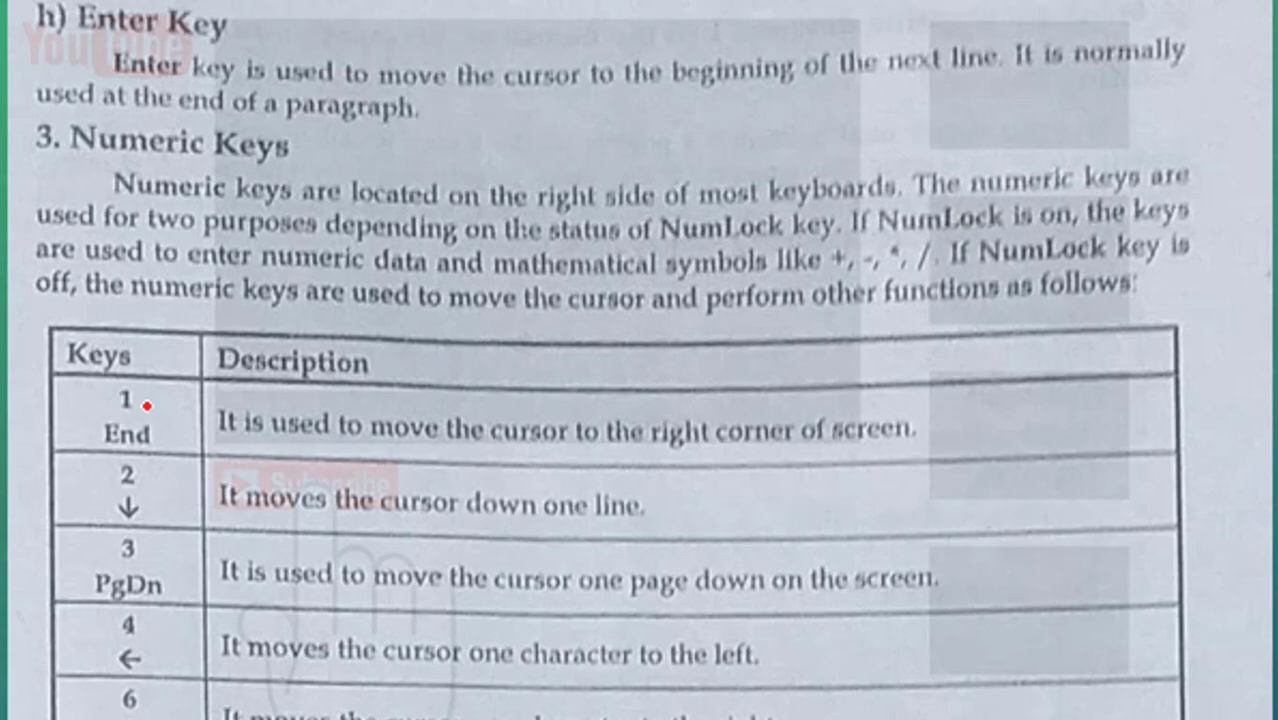 h) Enter Key
YouTube
Enter key is used to move the cursor to the beginning of the next line. It is normally
used at the end of a paragraph.
3. Numeric Keys
Numeric keys are located on the right side of most keyboards. The numeric keys are
used for two purposes depending on the status of NumLock key. If NumLock is on, the keys
are used to enter numeric data and mathematical symbols like +, -, *, /. If NumLock key is
off, the numeric keys are used to move the cursor and perform other functions as follows:
Keys Description
1
End It is used to move the cursor to the right corner of screen.
2
Subscribe
↓ It moves the cursor down one line.
3
PgDn It is used to move the cursor one page down on the screen.
4
← It moves the cursor one character to the left.
6
It moves the